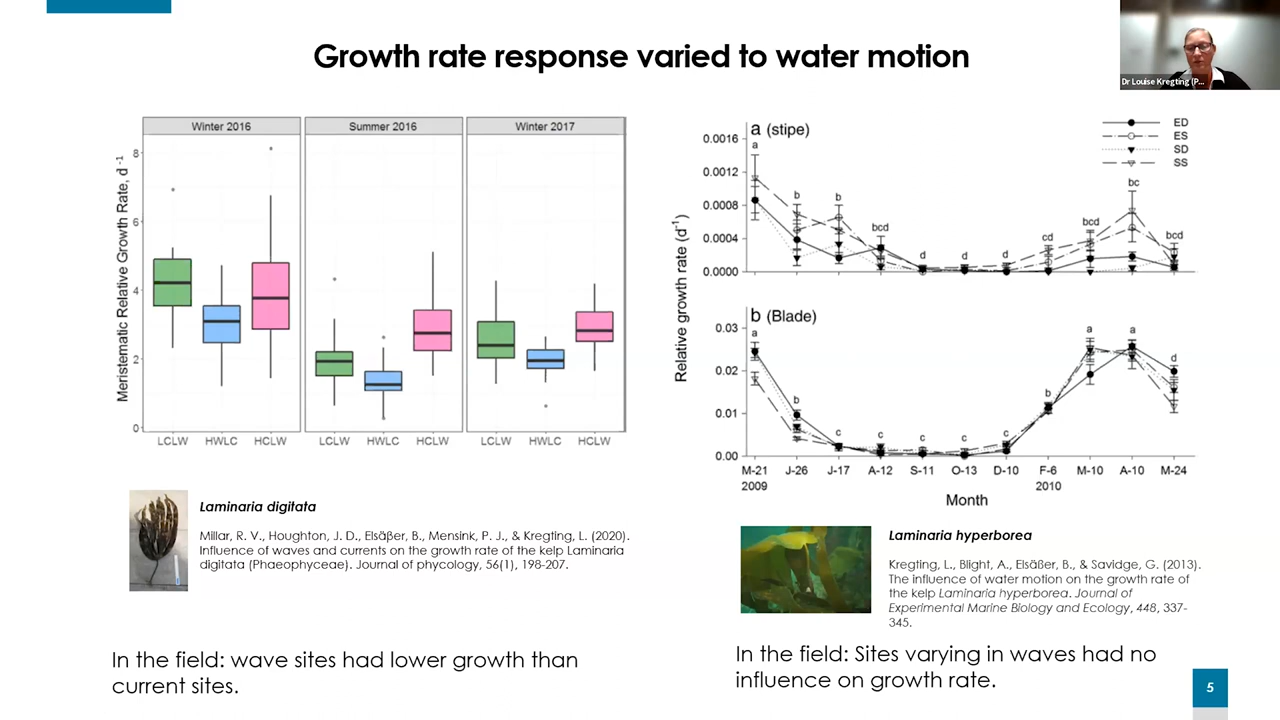 Growth rate response varied to water motion
Dr Louise Kregting (P...
Winter 2016
Summer 2016
Winter 2017
Meristematic Relative Growth Rate, d -1
8
6
4
2
0
LCLW
HWLC
HCLW
LCLW
HWLC
HCLW
LCLW
HWLC
HCLW
Laminaria digitata
Millar, R. V., Houghton, J. D., Elsäβer, B., Mensink, P. J., & Kregting, L. (2020).
Influence of waves and currents on the growth rate of the kelp Laminaria
digitata (Phaeophyceae). Journal of phycology, 56(1), 198-207.
In the field: wave sites had lower growth than
current sites.
a (stipe)
ED
ES
SD
SS
Relative growth rate (d-1)
0.0016
0.0012
0.0008
0.0004
0.0000
a
b
b
bcd
d
d
d
cd
bcd
bc
bcd
b (Blade)
0.03
0.02
0.01
0.00
a
b
c
c
c
c
c
b
a
a
d
M-21
J-26
J-17
A-12
S-11
O-13
D-10
F-6
M-10
A-10
M-24
2009
2010
Month
Laminaria hyperborea
Kregting, L., Blight, A., Elsäßer, B., & Savidge, G. (2013).
The influence of water motion on the growth rate of
the kelp Laminaria hyperborea. Journal of
Experimental Marine Biology and Ecology, 448, 337-
345.
In the field: Sites varying in waves had no
influence on growth rate.
5